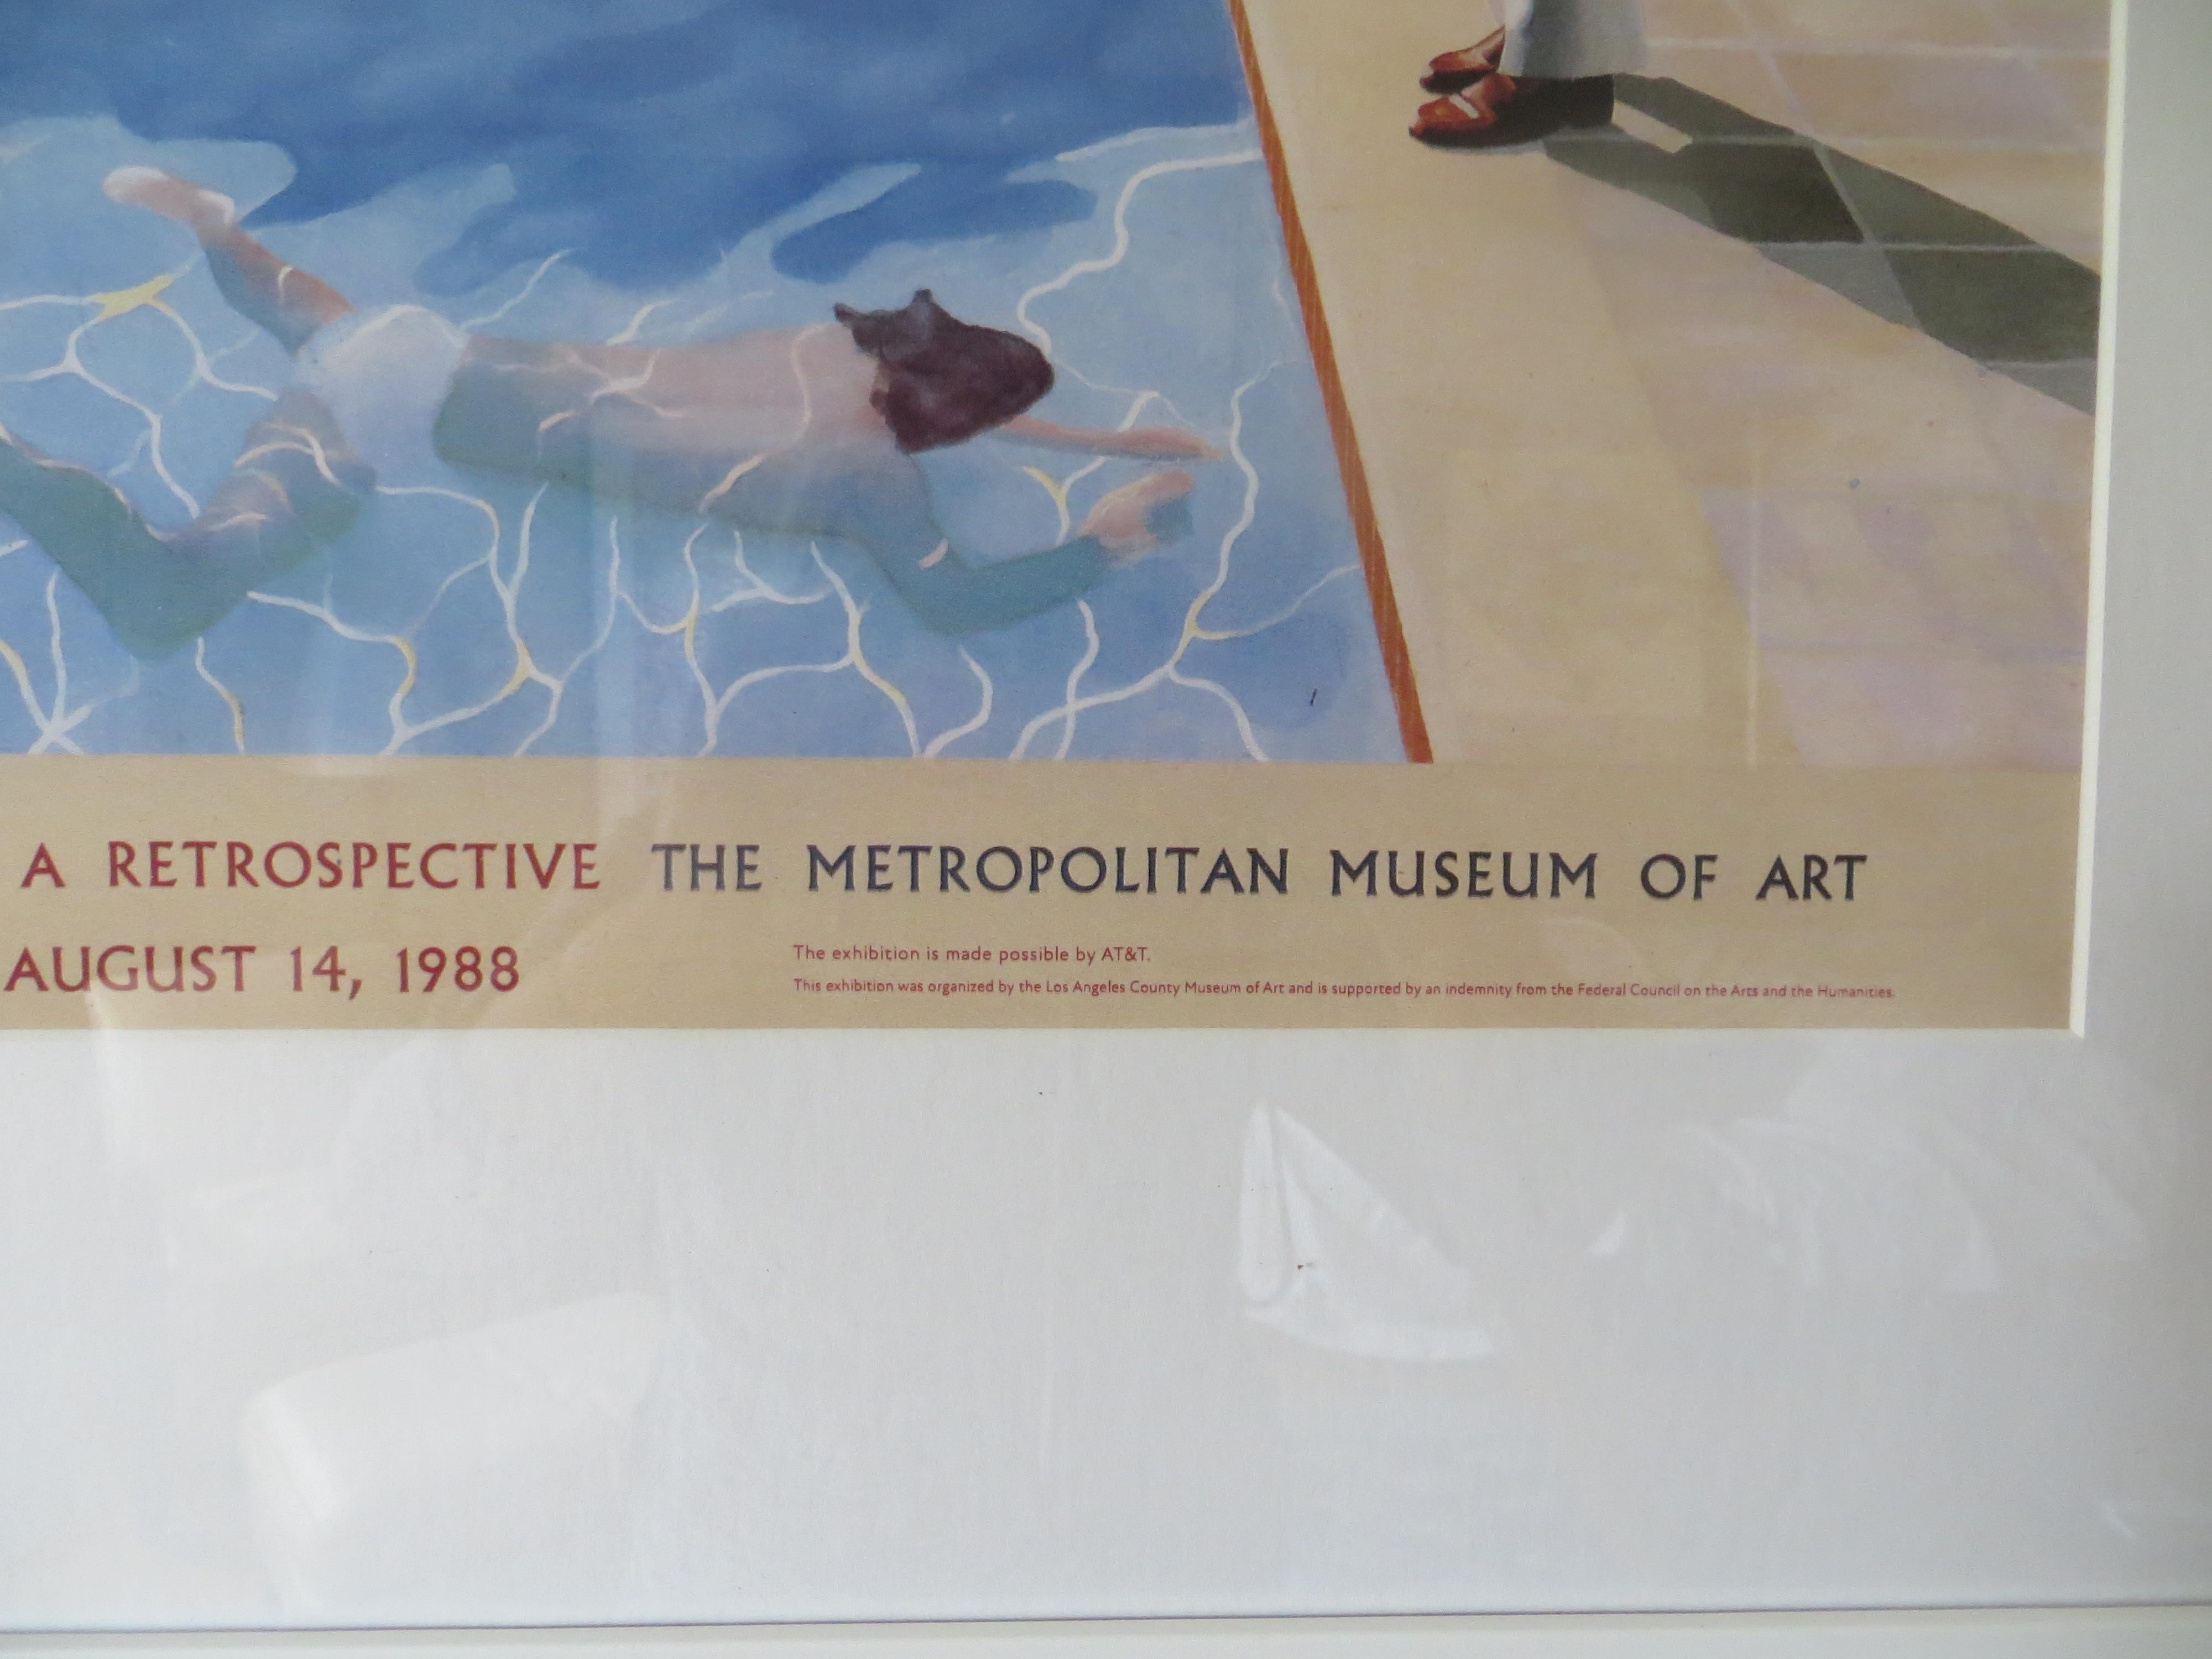 A RETROSPECTIVE THE METROPOLITAN MUSEUM OF ART
AUGUST 14, 1988
The exhibition is made possible by AT&T.
This exhibition was organized by the Los Angeles County Museum of Art and is supported by an indemnity from the Federal Council on the Arts and the Humanities.